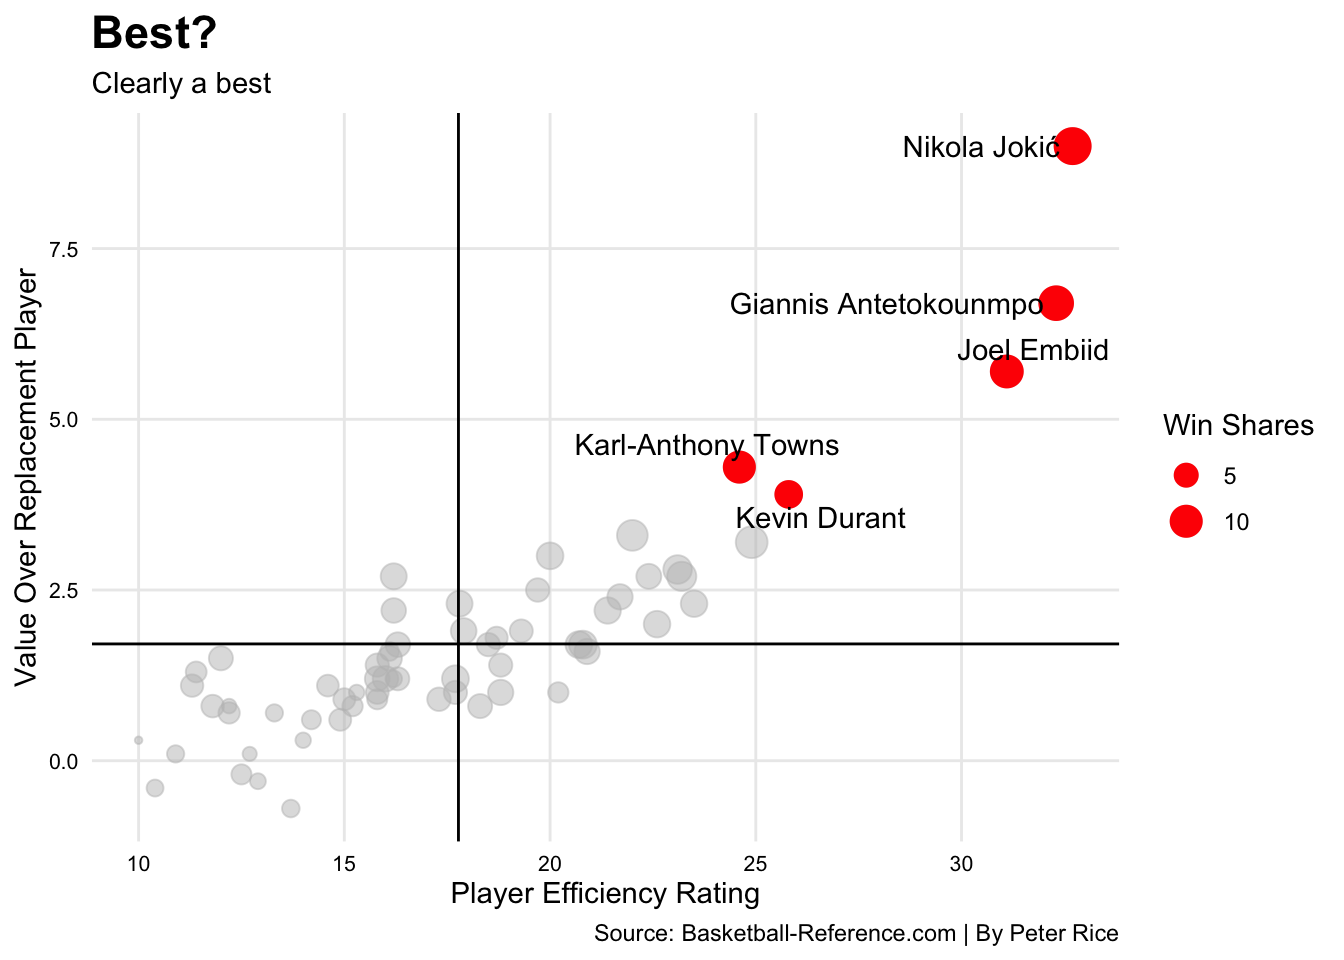 Best?
Clearly a best
Nikola Jokić
7.5
Giannis Antetokounmpo
Joel Embiid
5.0
Karl-Anthony Towns
Kevin Durant
2.5
0.0
Value Over Replacement Player
10 15 20 25 30
Player Efficiency Rating
Win Shares
5
10
Source: Basketball-Reference.com | By Peter Rice